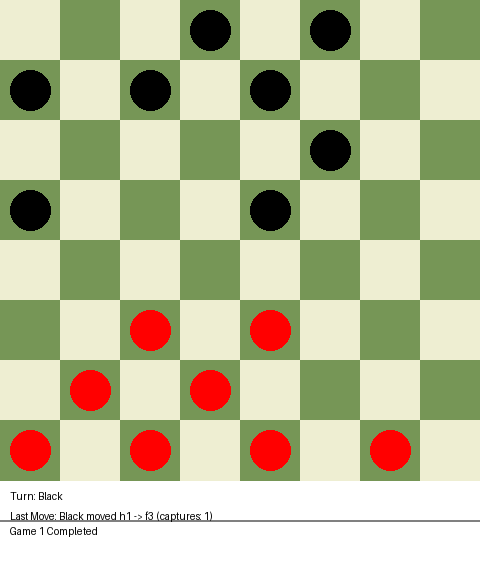 Turn: Black
Last Move: Black moved h1 -> f3 (captures: 1)
Game 1 Completed